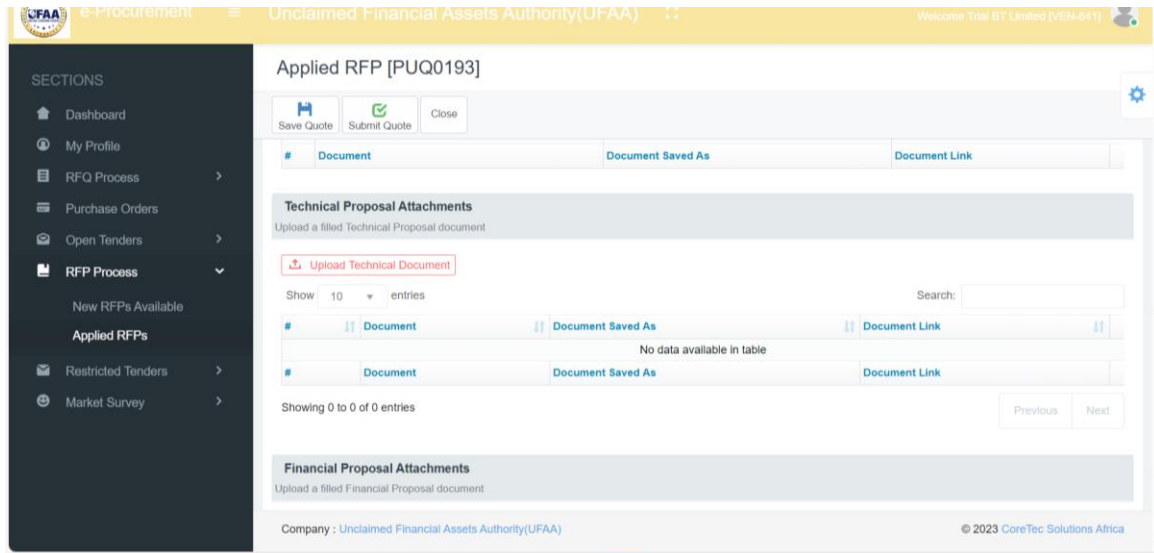 UFAA
e-Procurement
Unclaimed Financial Assets Authority(UFAA)
Welcome Trial BT Limited [VEN-641]
SECTIONS
Dashboard
My Profile
RFQ Process
Purchase Orders
Open Tenders
RFP Process
New RFPs Available
Applied RFPs
Restricted Tenders
Market Survey
Applied RFP [PUQ0193]
Save Quote Submit Quote Close
# Document Document Saved As Document Link
Technical Proposal Attachments
Upload a filled Technical Proposal document
Upload Technical Document
Show 10 entries Search:
# Document Document Saved As Document Link
No data available in table
# Document Document Saved As Document Link
Showing 0 to 0 of 0 entries
Previous Next
Financial Proposal Attachments
Upload a filled Financial Proposal document
Company : Unclaimed Financial Assets Authority(UFAA) © 2023 CoreTec Solutions Africa